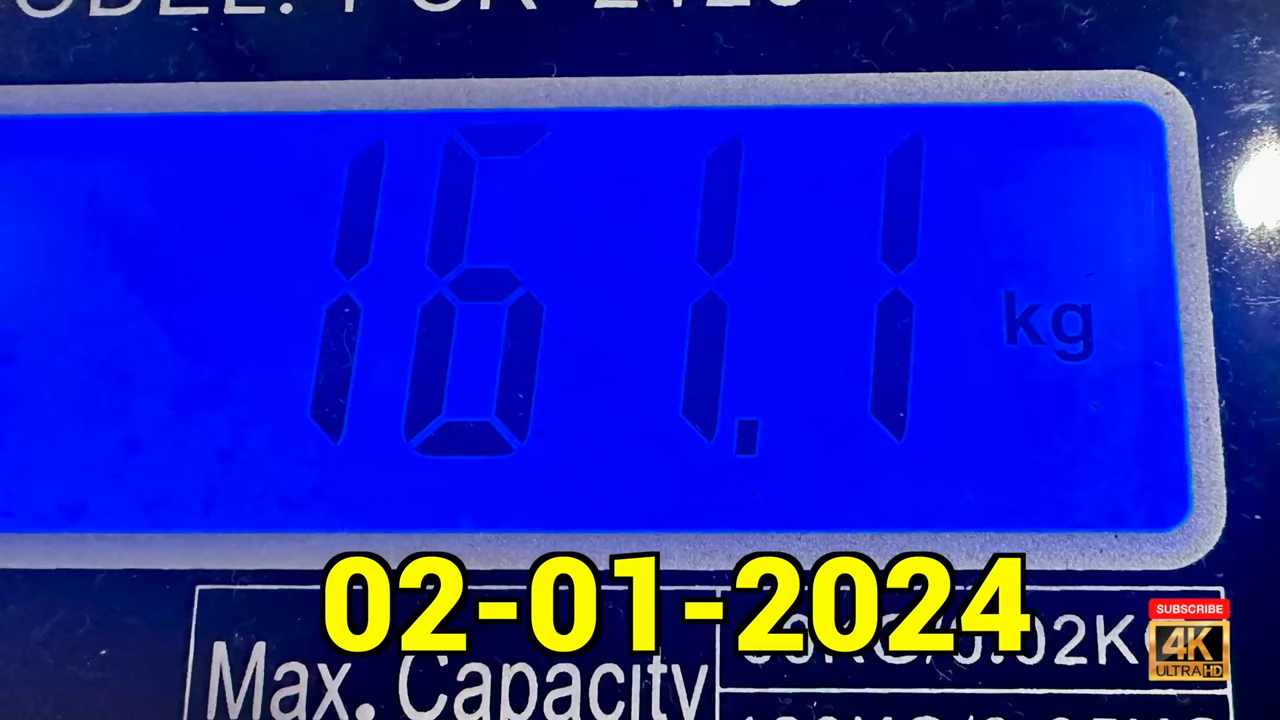 161.1 kg
02-01-2024
SUBSCRIBE
4K
ULTRA HD
Max. Capacity